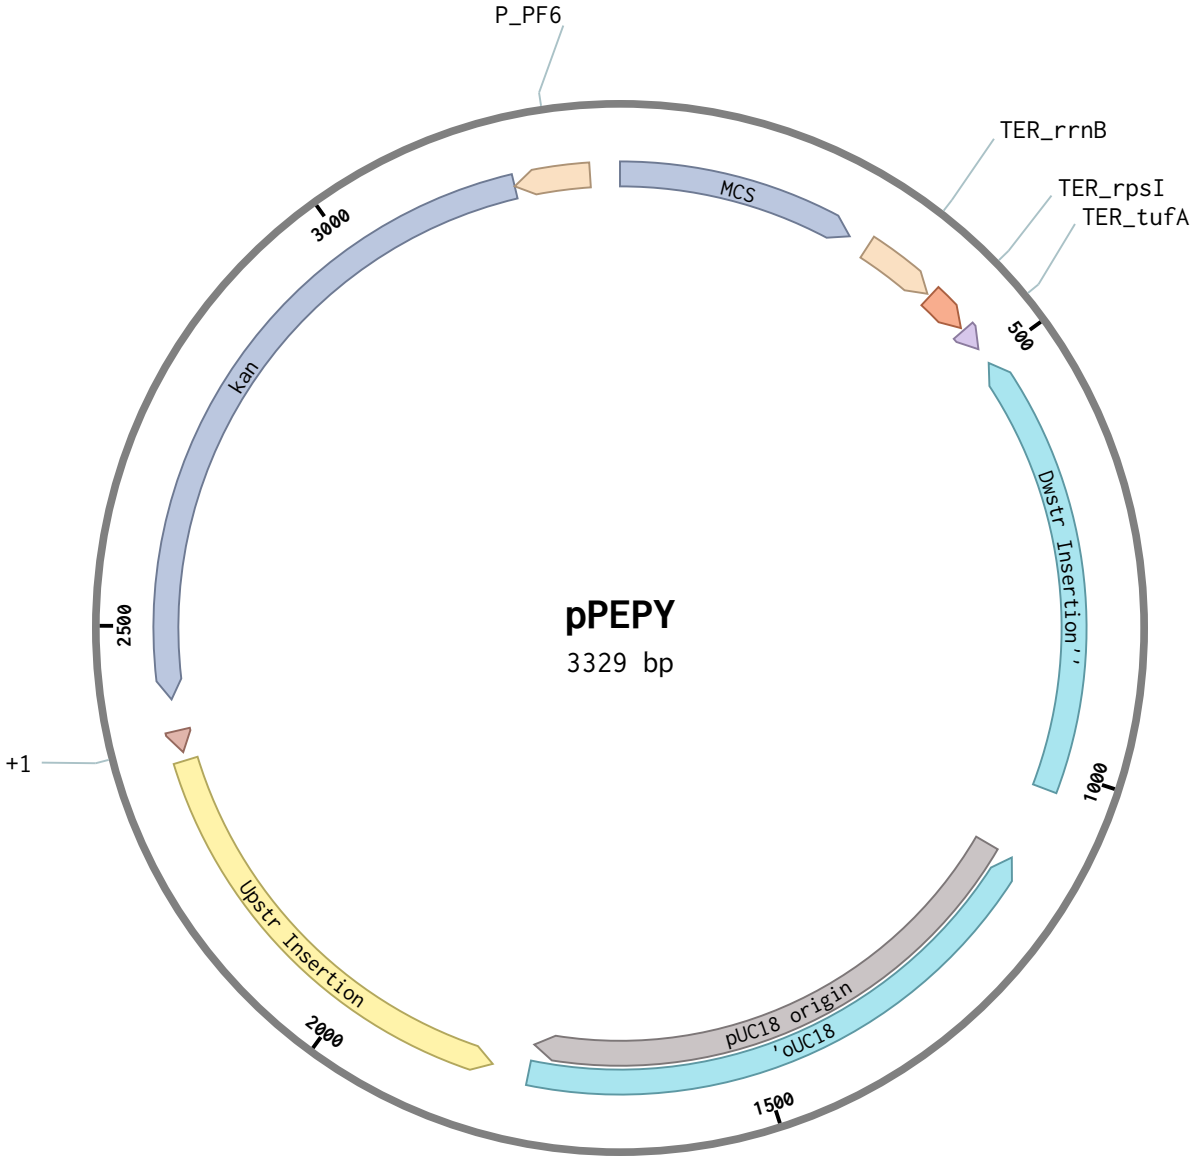 P_PF6
TER_rrnB
TER_rpsI
TER_tufA
MCS
3000
500
kan
Dwstr Insertion''
2500
pPEPY
3329 bp
+1
1000
Upstr Insertion
pUC18 origin
'oUC18
2000
1500